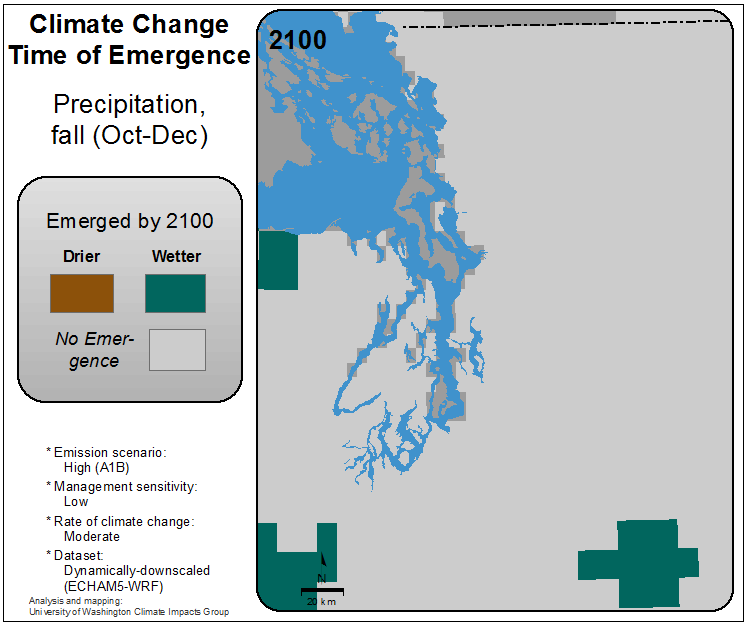 Climate Change
Time of Emergence
Precipitation,
fall (Oct-Dec)
Emerged by 2100
Drier
Wetter
No Emer-
gence
* Emission scenario:
High (A1B)
* Management sensitivity:
Low
* Rate of climate change:
Moderate
* Dataset:
Dynamically-downscaled
(ECHAM5-WRF)
Analysis and mapping:
University of Washington Climate Impacts Group
2100
N
20 km